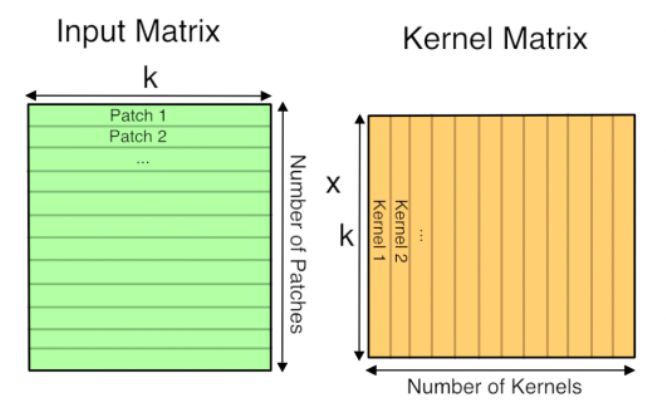 Input Matrix
k
Patch 1
Patch 2
...
Number of Patches
x
Kernel Matrix
k
Kernel 1
Kernel 2
...
Number of Kernels